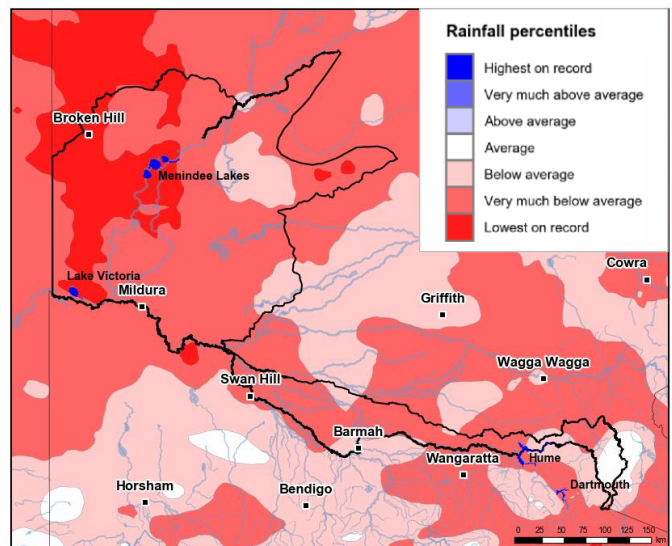 Rainfall percentiles
Highest on record
Very much above average
Above average
Average
Below average
Very much below average
Lowest on record
Broken Hill
Menindee Lakes
Cowra
Lake Victoria
Mildura
Griffith
Wagga Wagga
Swan Hill
Barmah
Wangaratta
Hume
Horsham
Bendigo
Dartmouth
0 25 50 75 100 125 150
km